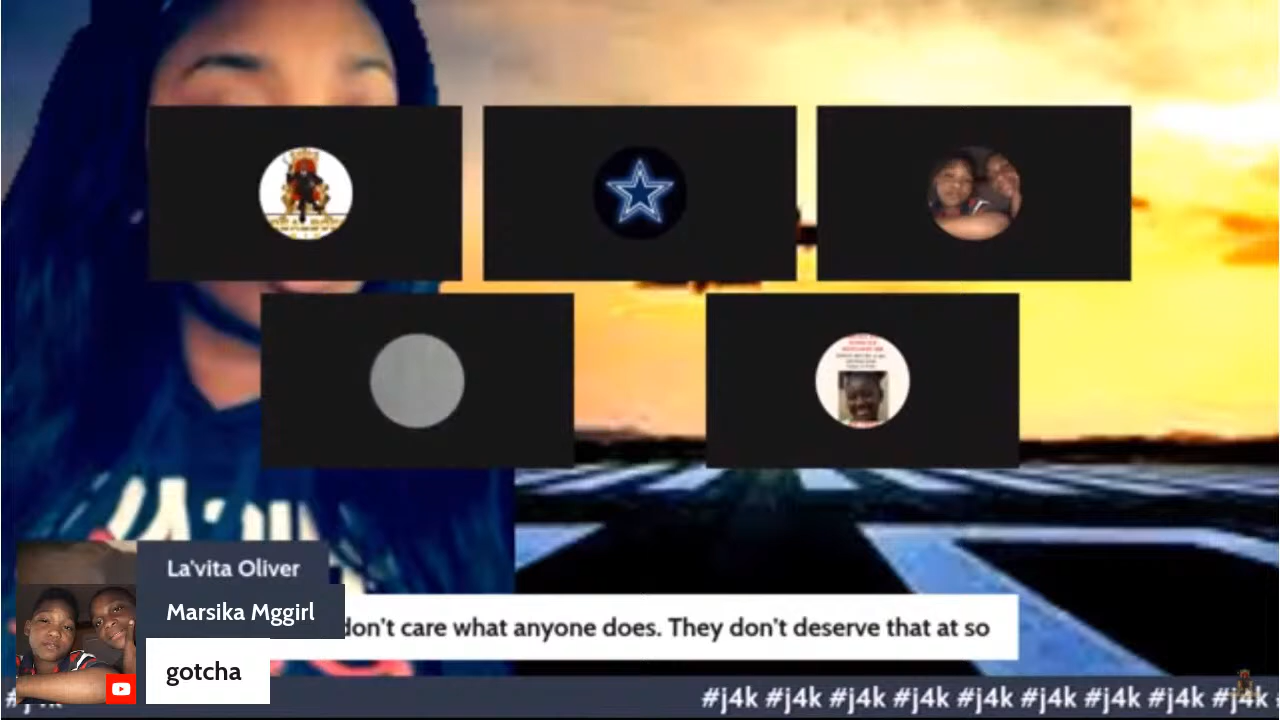 La'vita Oliver
Marsika Mggirl
don't care what anyone does. They don't deserve that at so
gotcha
#j4k #j4k #j4k #j4k #j4k #j4k #j4k #j4k #j4k